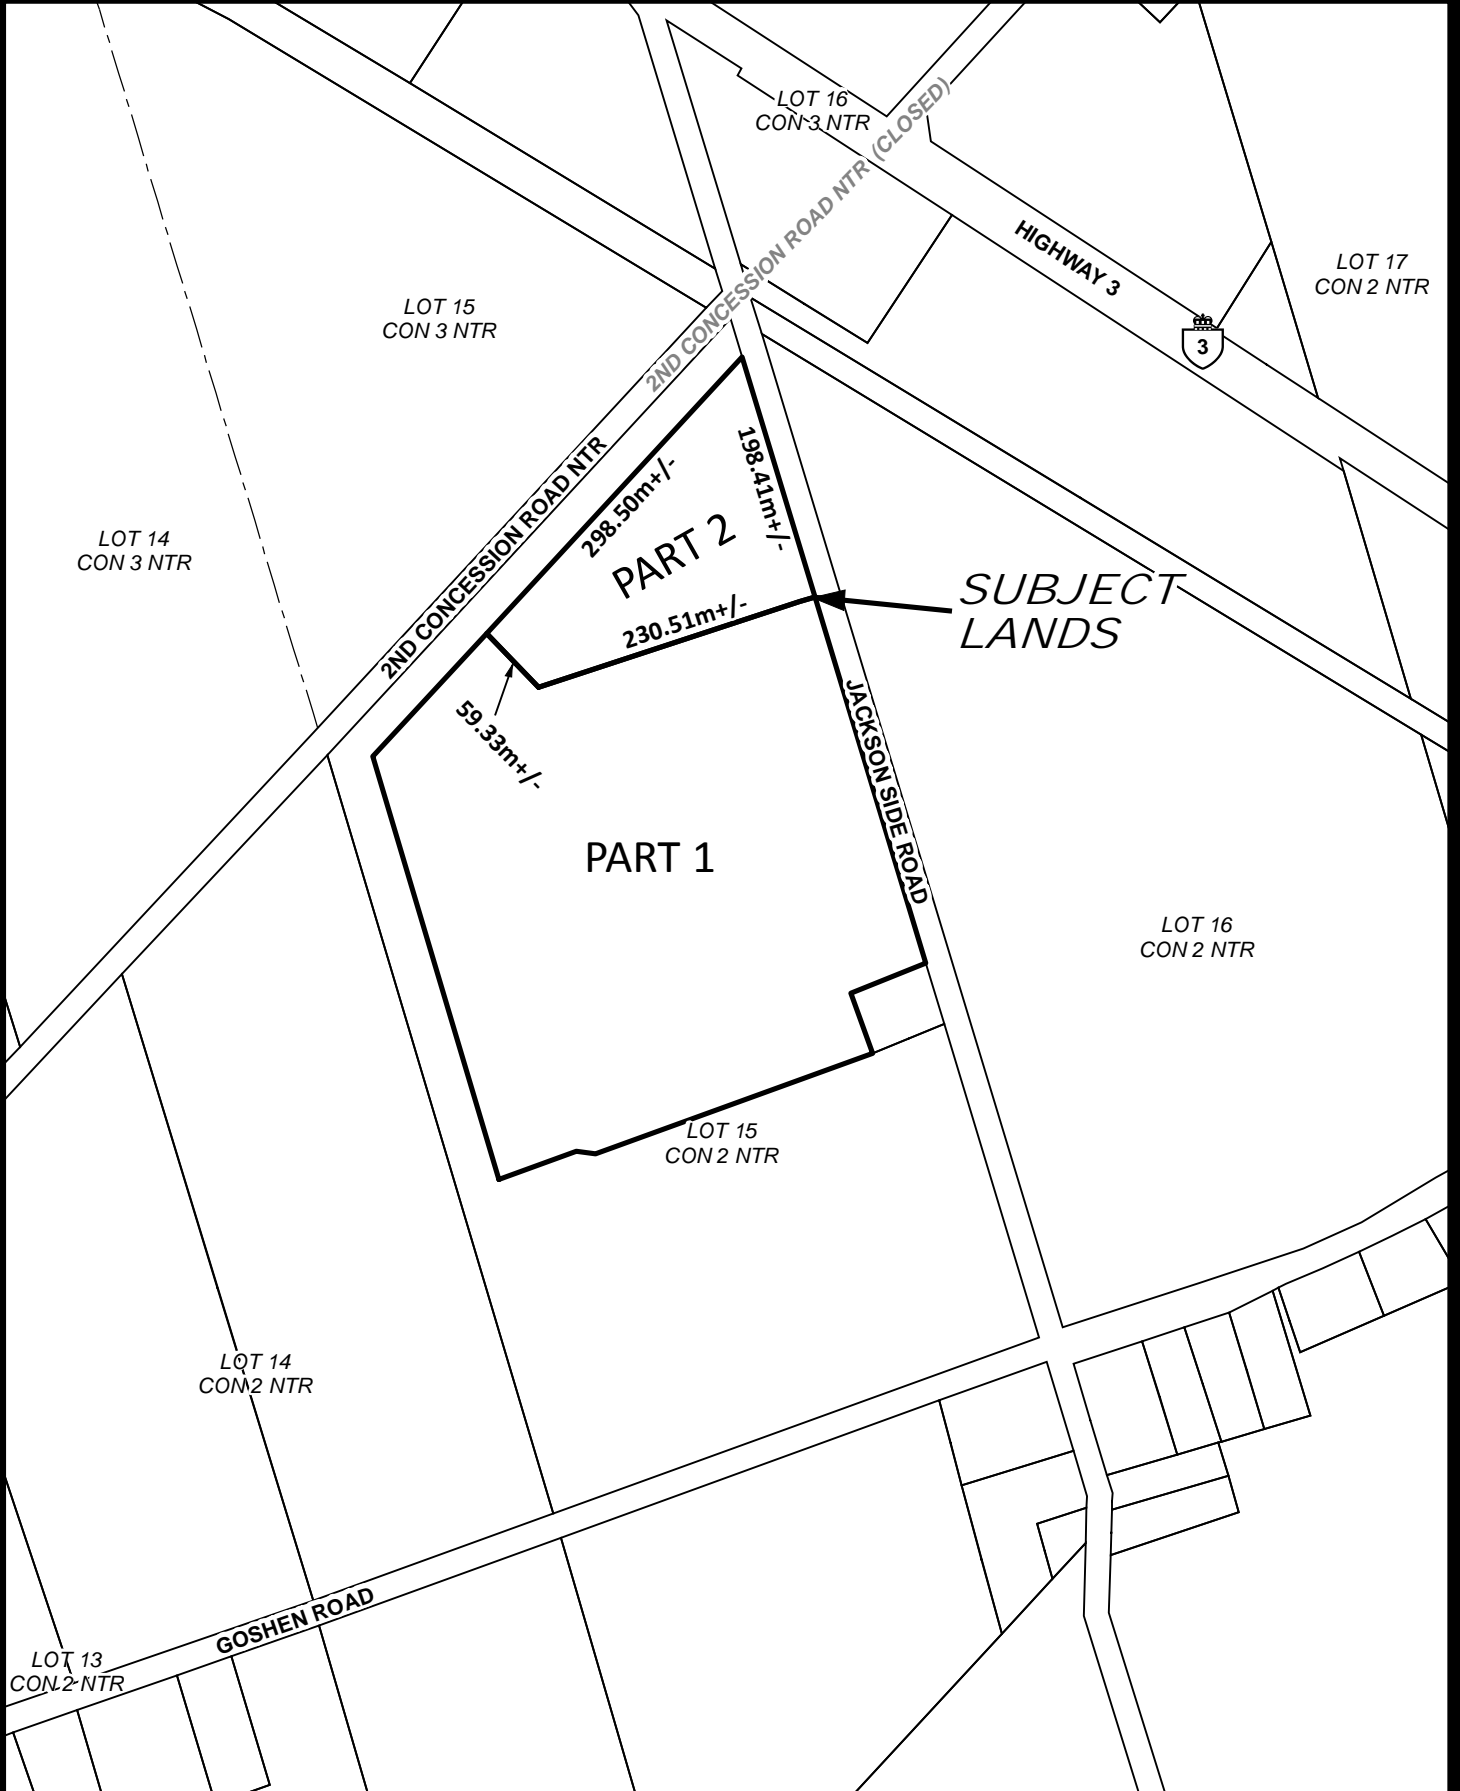 LOT 16
CON 3 NTR
2ND CONCESSION ROAD NTR (CLOSED)
HIGHWAY 3
LOT 17
CON 2 NTR
3
LOT 15
CON 3 NTR
2ND CONCESSION ROAD NTR
298.50m+/-
198.41m+/-
PART 2
LOT 14
CON 3 NTR
230.51m+/-
SUBJECT
LANDS
59.33m+/-
JACKSON SIDE ROAD
PART 1
LOT 16
CON 2 NTR
LOT 15
CON 2 NTR
LOT 14
CON 2 NTR
GOSHEN ROAD
LOT 13
CON 2 NTR